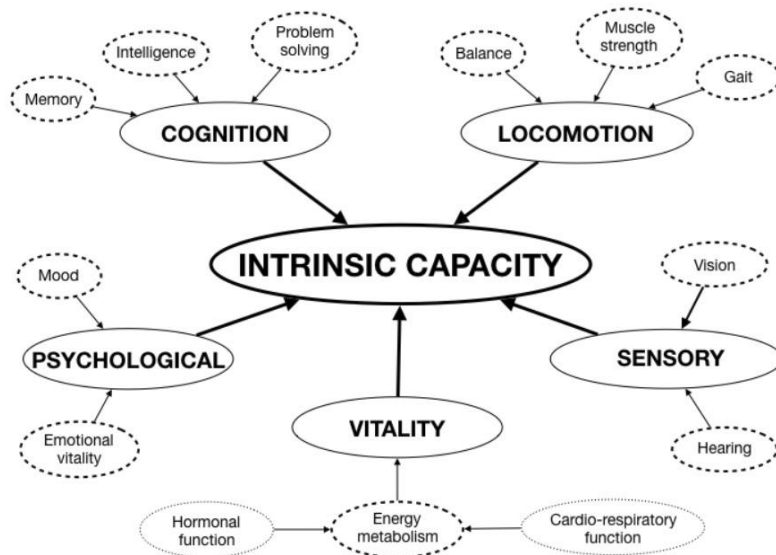 Problem
solving
Intelligence
Memory
COGNITION
Muscle
strength
Balance
Gait
LOCOMOTION
INTRINSIC CAPACITY
Mood
PSYCHOLOGICAL
Emotional
vitality
Vision
SENSORY
Hearing
VITALITY
Hormonal
function
Energy
metabolism
Cardio-respiratory
function